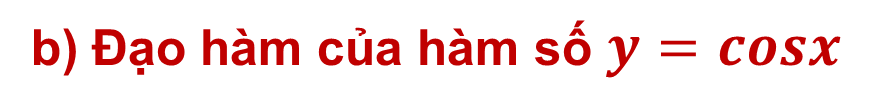 b) Đạo hàm của hàm số y = cosx